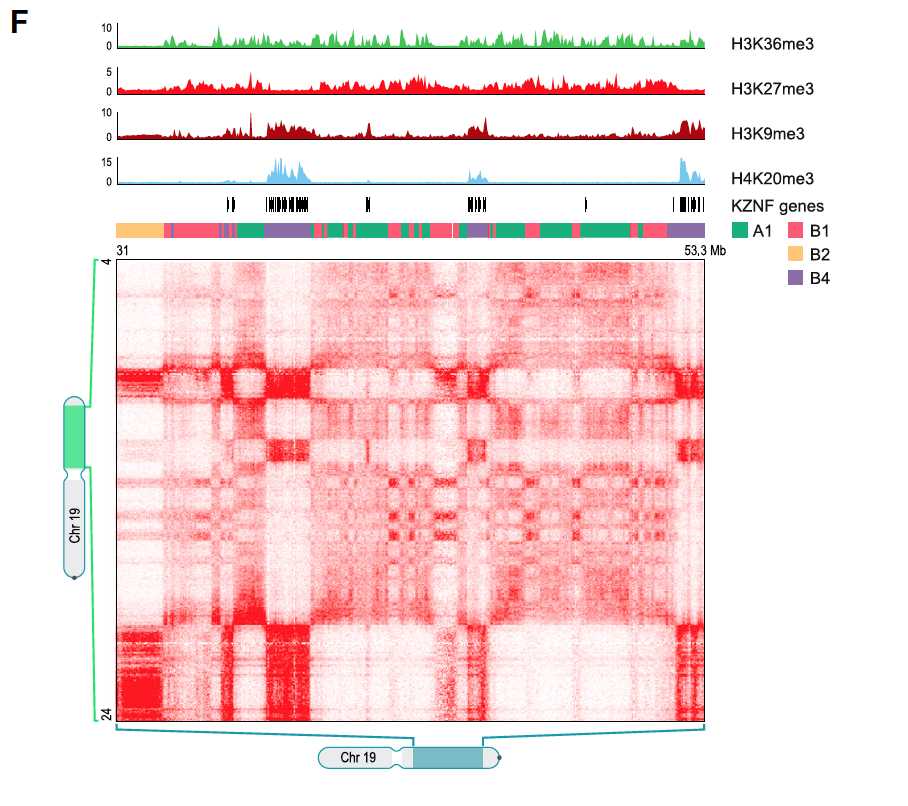 F
10
0
H3K36me3
5
0
H3K27me3
10
0
H3K9me3
15
0
H4K20me3
KZNF genes
A1
B1
B2
B4
31
53,3 Mb
4
24
Chr 19
Chr 19